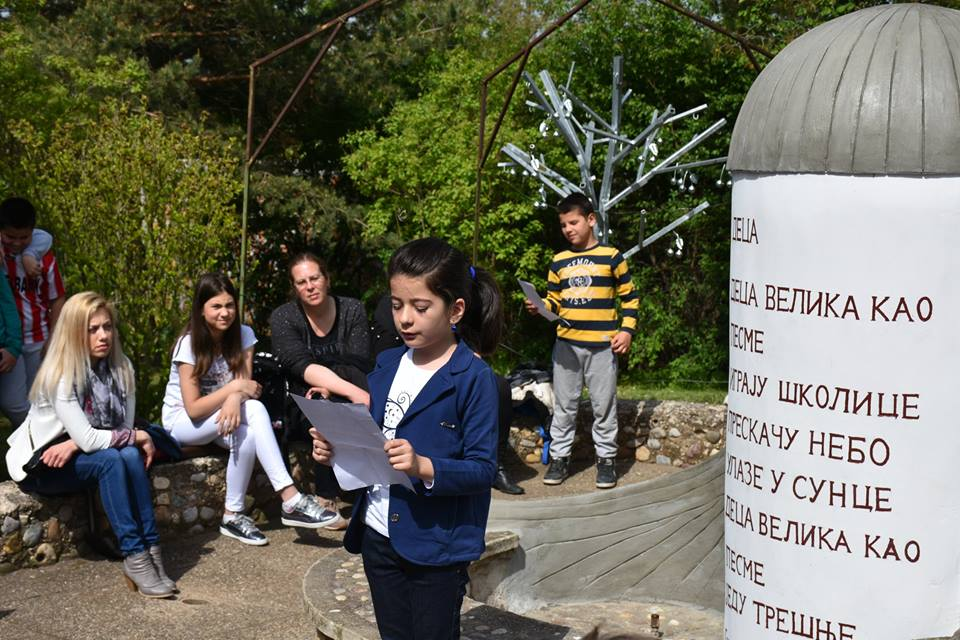 ДЕЦА
ДЕЦА ВЕЛИКА КАО
ПЕСМЕ
ИГРАЈУ ШКОЛИЦЕ
ПРЕСКАЧУ НЕБО
УЛАЗЕ У СУНЦЕ
ДЕЦА ВЕЛИКА КАО
ПЕСМЕ
ЈЕДУ ТРЕШЊЕ